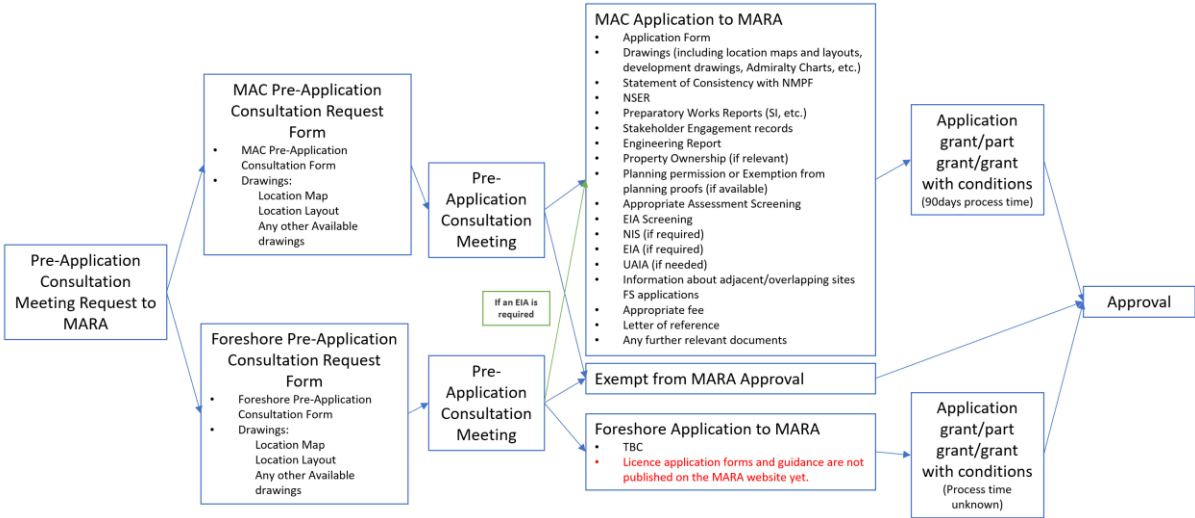 Pre-Application
Consultation
Meeting Request to
MARA
MAC Pre-Application
Consultation Request
Form
• MAC Pre-Application
Consultation Form
• Drawings:
Location Map
Location Layout
Any other Available
drawings
Foreshore Pre-Application
Consultation Request
Form
• Foreshore Pre-Application
Consultation Form
• Drawings:
Location Map
Location Layout
Any other Available
drawings
Pre-
Application
Consultation
Meeting
Pre-
Application
Consultation
Meeting
If an EIA is
required
MAC Application to MARA
• Application Form
• Drawings (including location maps and layouts,
development drawings, Admiralty Charts, etc.)
• Statement of Consistency with NMPF
• NSER
• Preparatory Works Reports (SI, etc.)
• Stakeholder Engagement records
• Engineering Report
• Property Ownership (if relevant)
• Planning permission or Exemption from
planning proofs (if available)
• Appropriate Assessment Screening
• EIA Screening
• NIS (if required)
• EIA (if required)
• UAIA (if needed)
• Information about adjacent/overlapping sites
FS applications
• Appropriate fee
• Letter of reference
• Any further relevant documents
Exempt from MARA Approval
Foreshore Application to MARA
• TBC
• Licence application forms and guidance are not
published on the MARA website yet.
Application
grant/part
grant/grant
with conditions
(90days process time)
Application
grant/part
grant/grant
with conditions
(Process time
unknown)
Approval